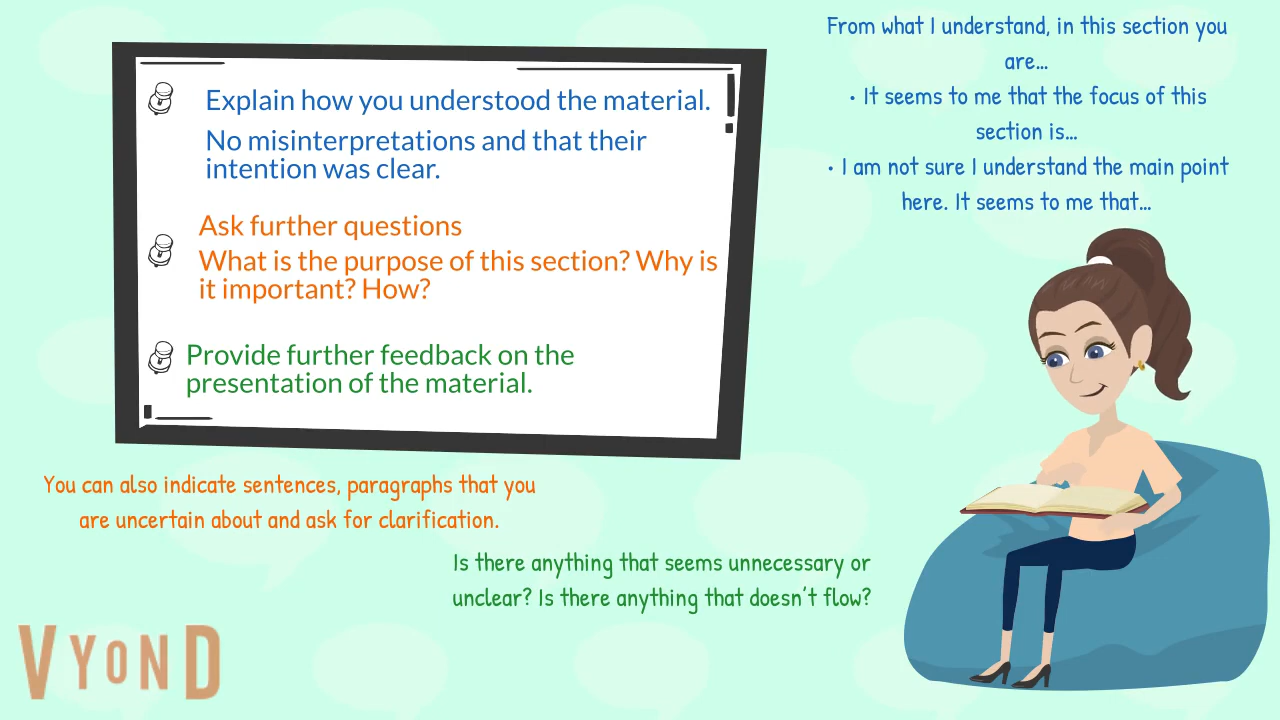 From what I understand, in this section you
are...
• It seems to me that the focus of this
section is...
• I am not sure I understand the main point
here. It seems to me that...
Explain how you understood the material.
No misinterpretations and that their
intention was clear.
Ask further questions
What is the purpose of this section? Why is
it important? How?
Provide further feedback on the
presentation of the material.
You can also indicate sentences, paragraphs that you
are uncertain about and ask for clarification.
Is there anything that seems unnecessary or
unclear? Is there anything that doesn't flow?
VYOND